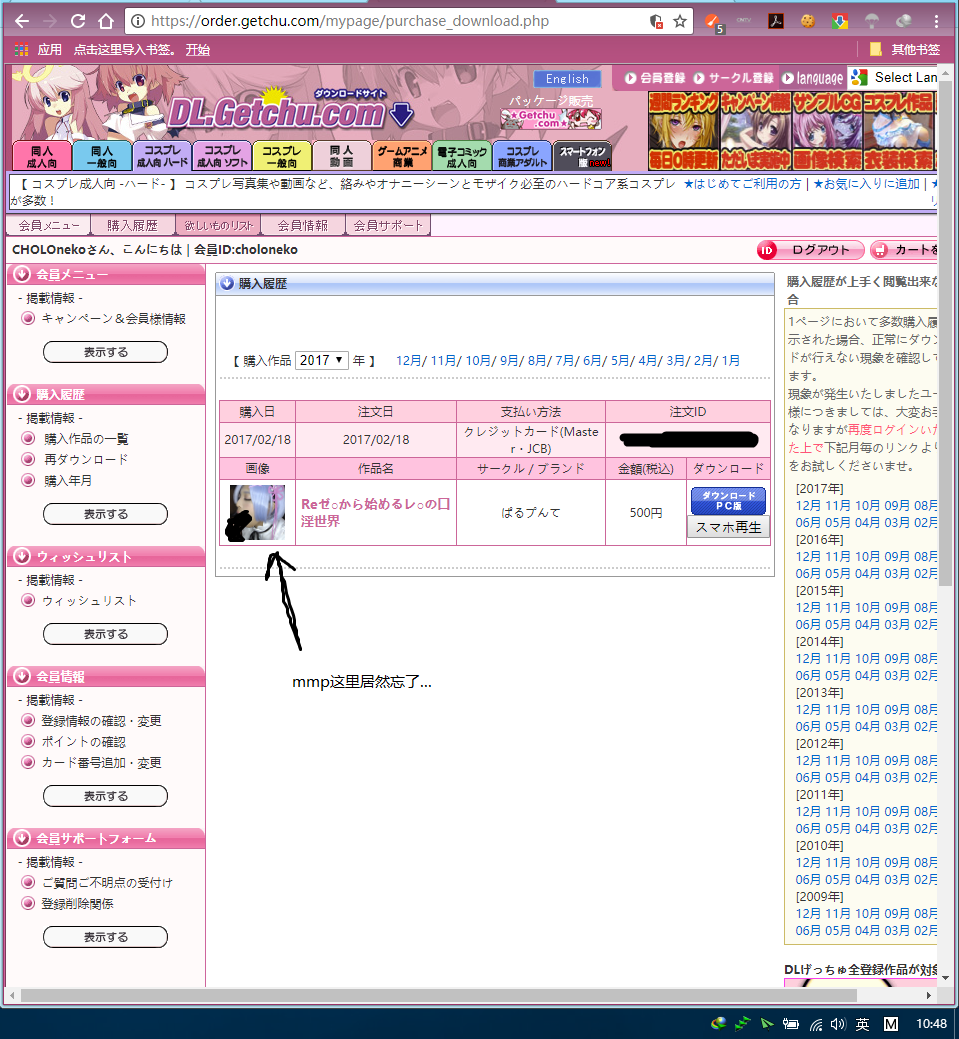 https://order.getchu.com/mypage/purchase_download.php
5
应用 点击这里导入书签。 开始 其他书签
ダウンロードサイト
DL.Getchu.com
English
パッケージ販売
★Getchu.com★
会員登録 サークル登録 language Select Lan
週間ランキング キャンペーン情報 サンプルCG コスプレ作品
毎日0時更新 ただいま実施中 画像検索 衣装検索
同人 成人向
同人 一般向
コスプレ 成人向 ハード
コスプレ 成人向 ソフト
コスプレ 一般向
同人 動画
ゲームアニメ 商業
電子コミック 成人向
コスプレ 商業アダルト
スマートフォン 産 new!
【 コスプレ成人向 -ハード- 】 コスプレ写真集や動画など、絡みやオナニーシーンとモザイク必至のハードコア系コスプレ
が多数！
★はじめてご利用の方 | ★お気に入りに追加 | ★
会員メニュー 購入履歴 欲しいものリスト 会員情報 会員サポート
CHOLOnekoさん、こんにちは | 会員ID:choloneko
ID ログアウト カートを
会員メニュー
- 掲載情報 -
キャンペーン＆会員様情報
表示する
購入履歴
- 掲載情報 -
購入作品の一覧
再ダウンロード
購入年月
表示する
ウィッシュリスト
- 掲載情報 -
ウィッシュリスト
表示する
会員情報
- 掲載情報 -
登録情報の確認・変更
ポイントの確認
カード番号追加・変更
表示する
会員サポートフォーム
- 掲載情報 -
ご質問ご不明点の受付け
登録削除関係
表示する
購入履歴
【 購入作品 2017 年 】 12月/ 11月/ 10月/ 9月/ 8月/ 7月/ 6月/ 5月/ 4月/ 3月/ 2月/ 1月
購入日 注文日 支払い方法 注文ID
2017/02/18 2017/02/18 クレジットカード(Maste
r・JCB)
画像 作品名 サークル / ブランド 金額(税込) ダウンロード
Reゼ○から始めるレ○の口
淫世界
ぱるぷんて
500円
ダウンロード
PC版
スマホ再生
mmp这里居然忘了...
購入履歴が上手く閲覧出来な
合
1ページにおいて多数購入履
示された場合、正常にダウン
ドが行えない現象を確認して
ます。
現象が発生いたしましたユー
様につきましては、大変お手
なりますが再度ログインいた
た上で下記月毎のリンクより
をお試しくださいませ。
[2017年]
12月 11月 10月 09月 08月
06月 05月 04月 03月 02月
[2016年]
12月 11月 10月 09月 08月
06月 05月 04月 03月 02月
[2015年]
12月 11月 10月 09月 08月
06月 05月 04月 03月 02月
[2014年]
12月 11月 10月 09月 08月
06月 05月 04月 03月 02月
[2013年]
12月 11月 10月 09月 08月
06月 05月 04月 03月 02月
[2012年]
12月 11月 10月 09月 08月
06月 05月 04月 03月 02月
[2011年]
12月 11月 10月 09月 08月
06月 05月 04月 03月 02月
[2010年]
12月 11月 10月 09月 08月
06月 05月 04月 03月 02月
[2009年]
12月 11月 10月 09月 08月
06月 05月 04月 03月 02月
DLげっちゅ全登録作品が対象
英 M 10:48